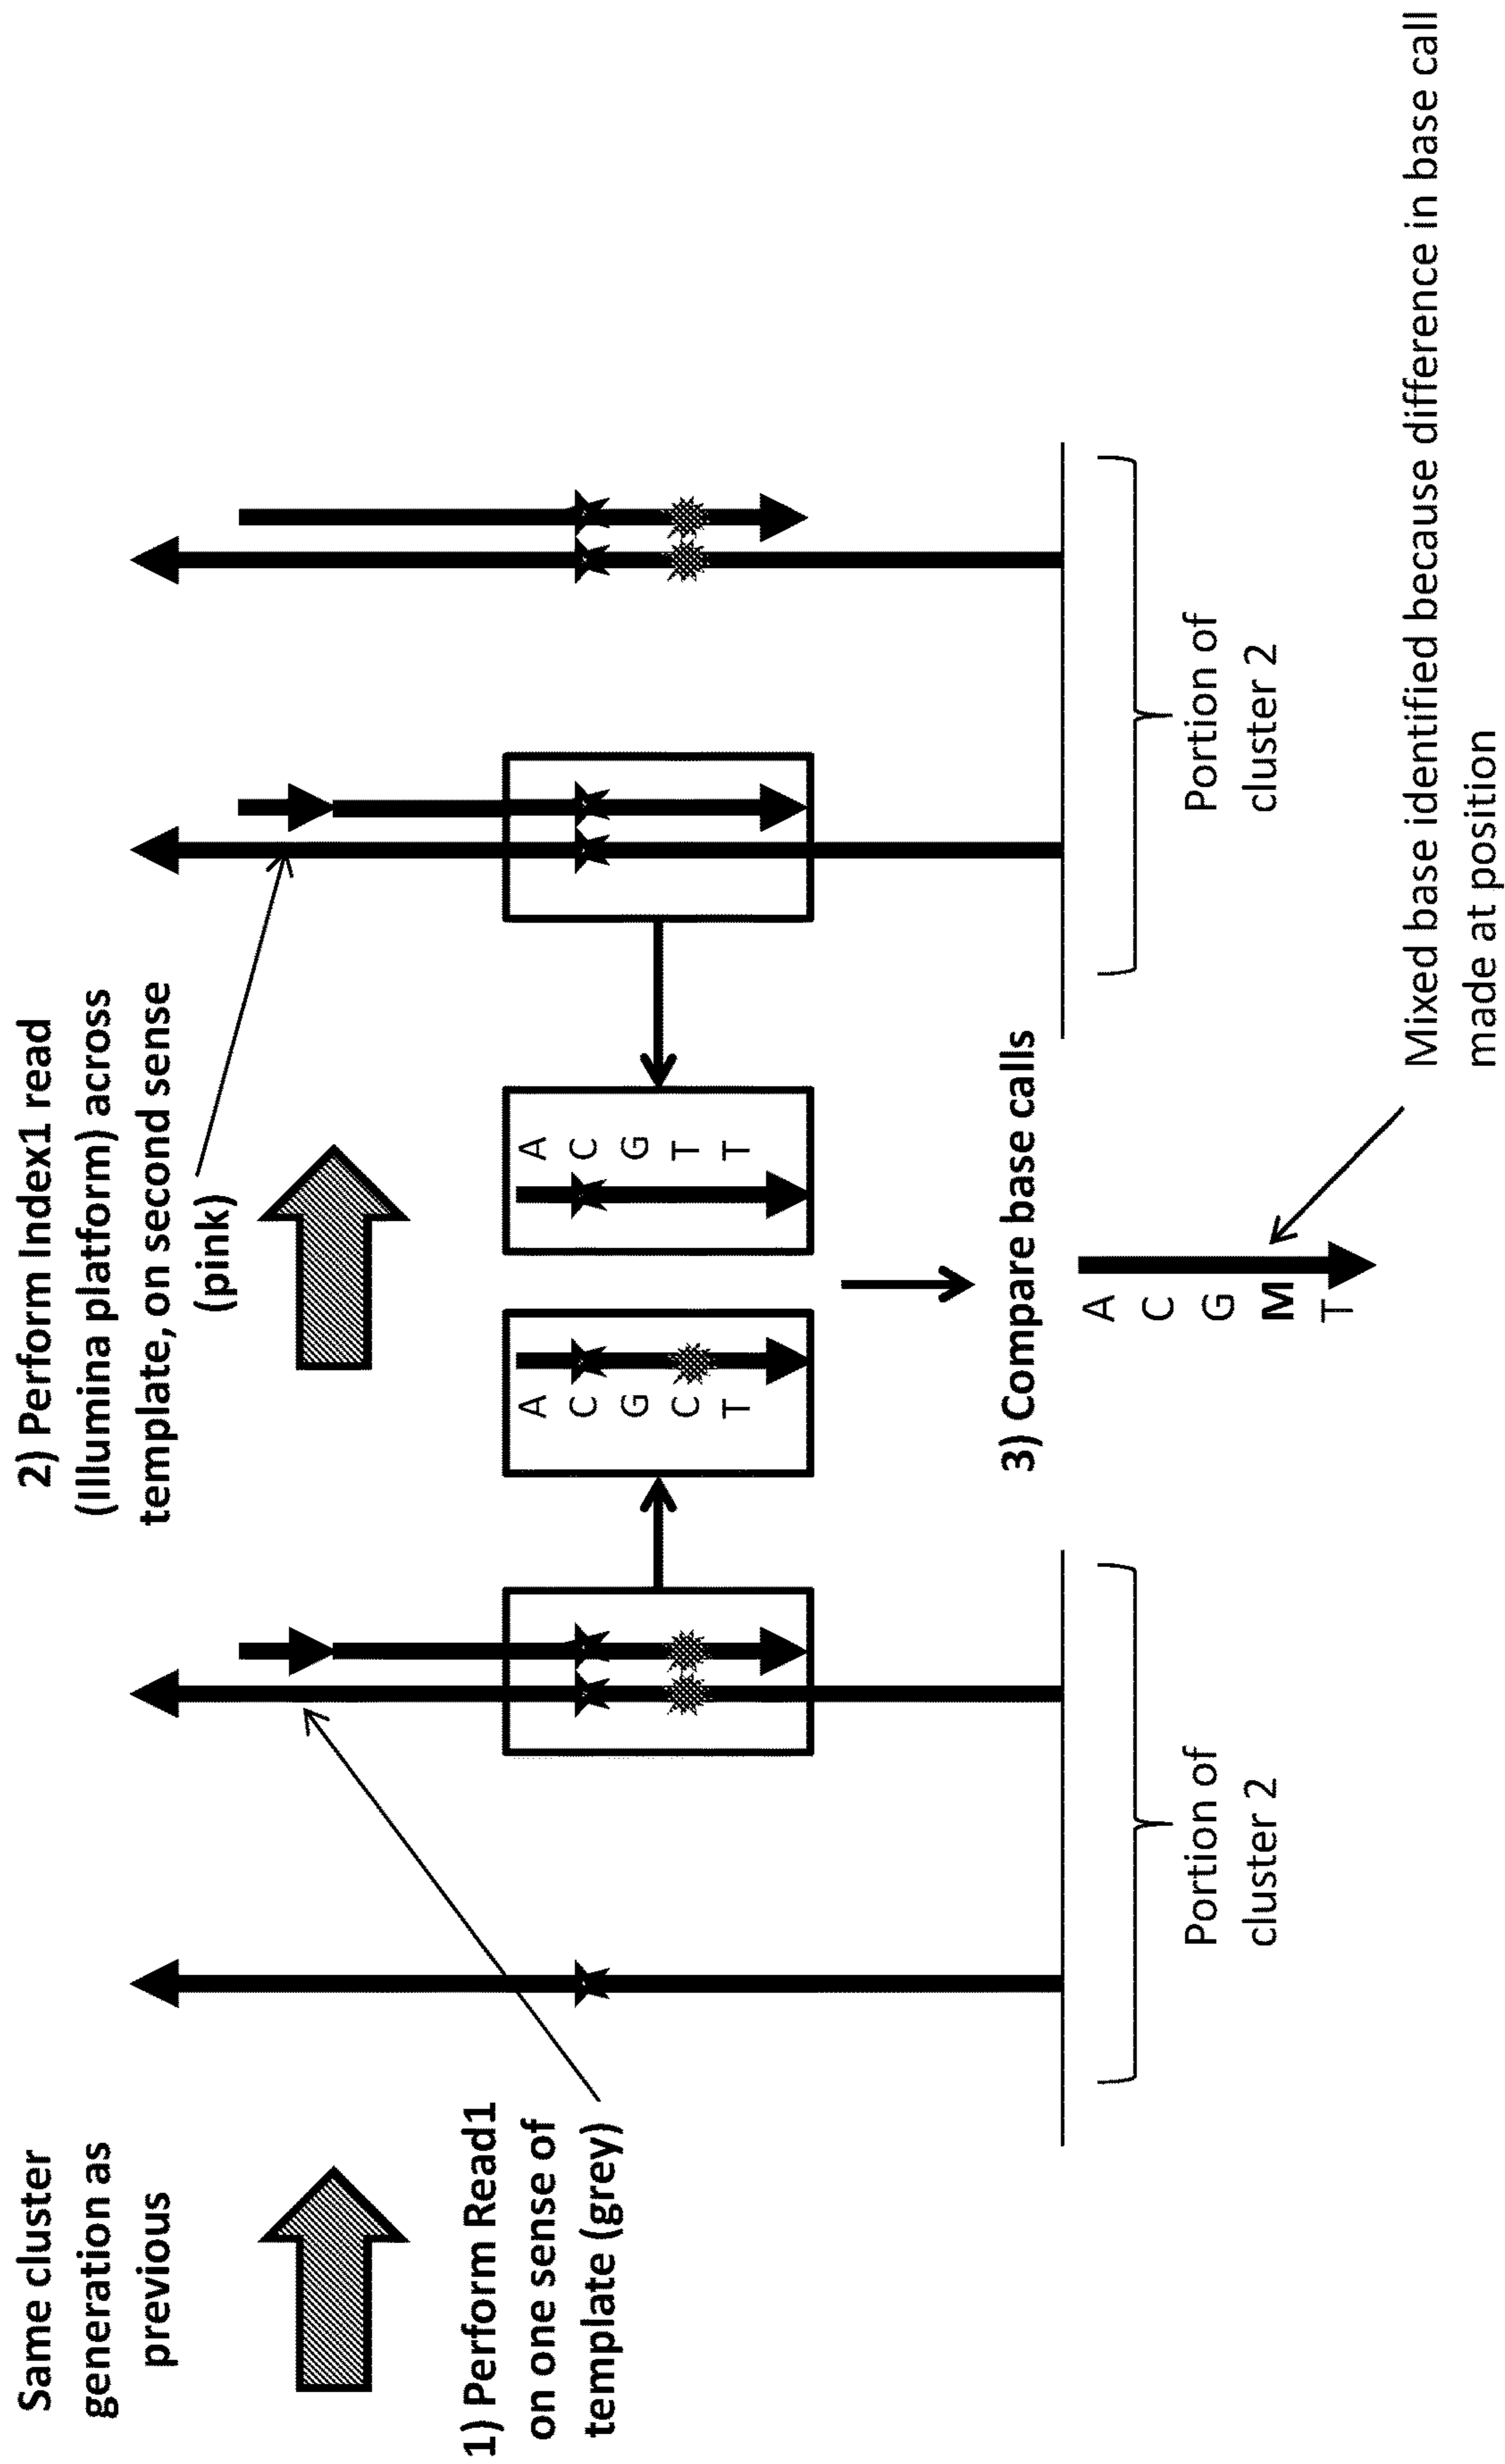 Same cluster
generation as
previous
1) Perform Read1
on one sense of
template (grey)
2) Perform Index1 read
(Illumina platform) across
template, on second sense
(pink)
A
C
G
C
T
A
C
G
T
T
3) Compare base calls
A
C
G
M
T
Portion of
cluster 2
Portion of
cluster 2
Mixed base identified because difference in base call
made at position